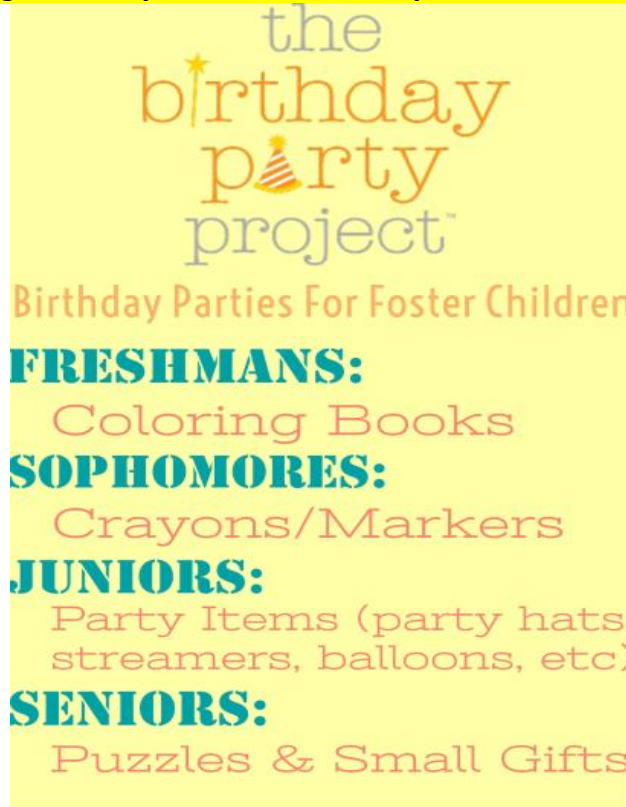 the
birthday
party
project™
Birthday Parties For Foster Children
FRESHMANS:
Coloring Books
SOPHOMORES:
Crayons/Markers
JUNIORS:
Party Items (party hats
streamers, balloons, etc)
SENIORS:
Puzzles & Small Gifts